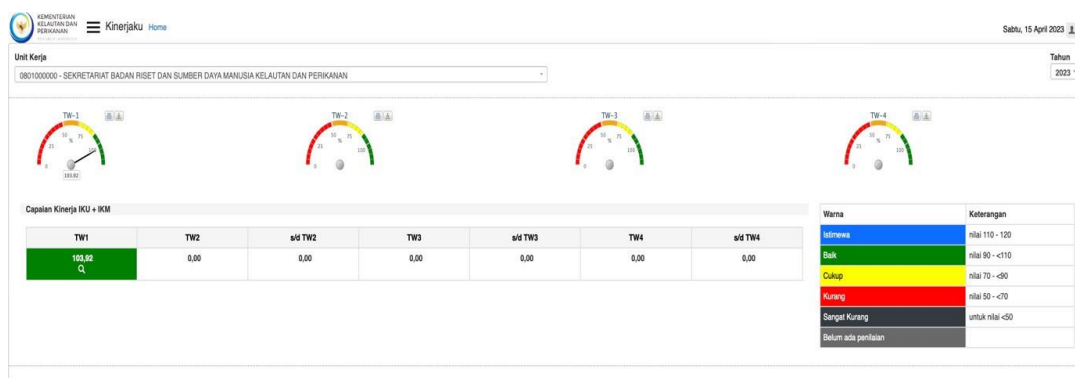 KEMENTERIAN
KELAUTAN DAN
PERIKANAN
Kinerjaku Home
Sabtu, 15 April 2023
Unit Kerja
Tahun
0801000000 - SEKRETARIAT BADAN RISET DAN SUMBER DAYA MANUSIA KELAUTAN DAN PERIKANAN
2023
TW-1
0 25 50 75 100
%
103.92
TW-2
0 25 50 75 100
%
TW-3
0 25 50 75 100
%
TW-4
0 25 50 75 100
%
Capaian Kinerja IKU + IKM
TW1 TW2 s/d TW2 TW3 s/d TW3 TW4 s/d TW4
103,92 0,00 0,00 0,00 0,00 0,00 0,00
Warna Keterangan
Istimewa nilai 110 - 120
Baik nilai 90 - <110
Cukup nilai 70 - <90
Kurang nilai 50 - <70
Sangat Kurang untuk nilai <50
Belum ada penilaian